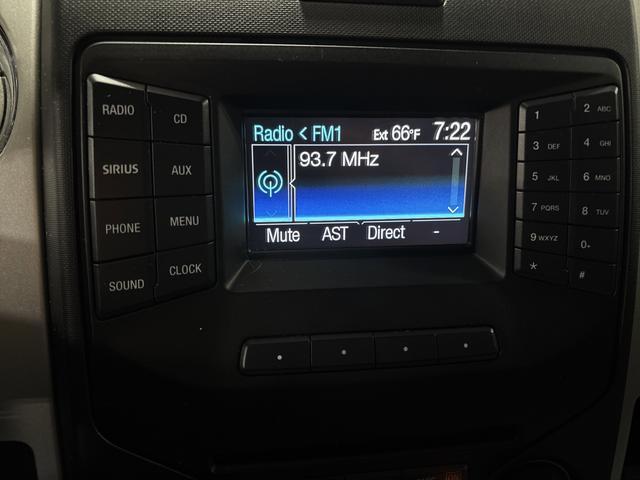 RADIO
CD
SIRIUS
AUX
PHONE
MENU
SOUND
CLOCK
Radio < FM1 Ext 66°F 7:22
93.7 MHz
Mute AST Direct -
1
2 ABC
3 DEF
4 GHI
5 JKL
6 MNO
7 PQRS
8 TUV
9 WXYZ
0+
*
#